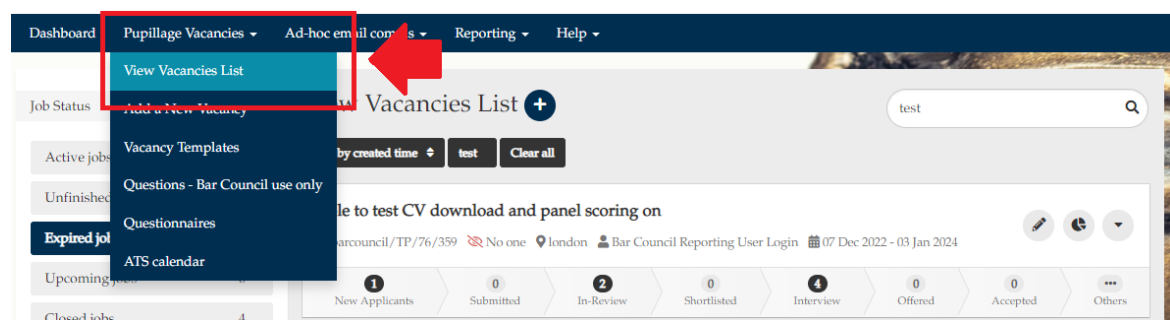 Dashboard Pupillage Vacancies Ad-hoc email Reporting Help
View Vacancies List
Job Status Add a New Vacancy Vacancies List test
Active jobs Vacancy Templates by created time test Clear all
Questions - Bar Council use only
Unfinished
Questionnaires to test CV download and panel scoring on
Expired ATS calendar arcouncil/TP/76/359 No one london Bar Council Reporting User Login 07 Dec 2022 - 03 Jan 2024
Upcoming 1 0 2 0 4 0 0 ...
New Applicants Submitted In-Review Shortlisted Interview Offered Accepted Others
Closed jobs 4